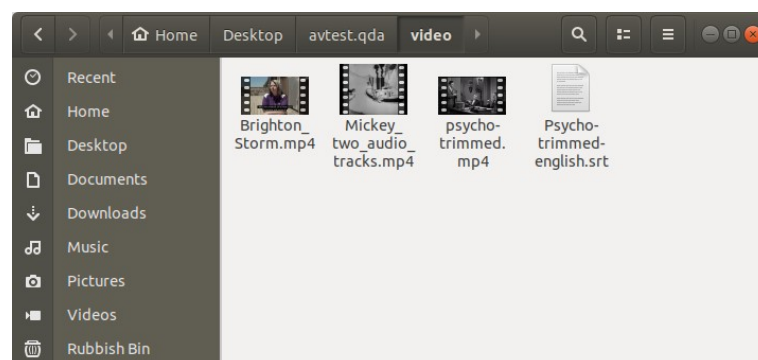 Home
Desktop
avtest.qda
video
Recent
Home
Desktop
Documents
Downloads
Music
Pictures
Videos
Rubbish Bin
Brighton_
Storm.mp4
Mickey_
two_audio_
tracks.mp4
psycho-
trimmed.
mp4
Psycho-
trimmed-
english.srt